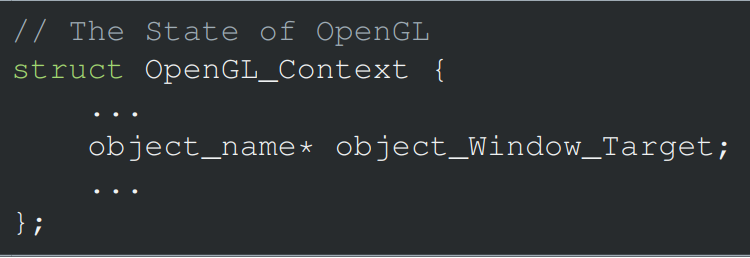 // The State of OpenGL
struct OpenGL_Context {
...
object_name* object_Window_Target;
...
};